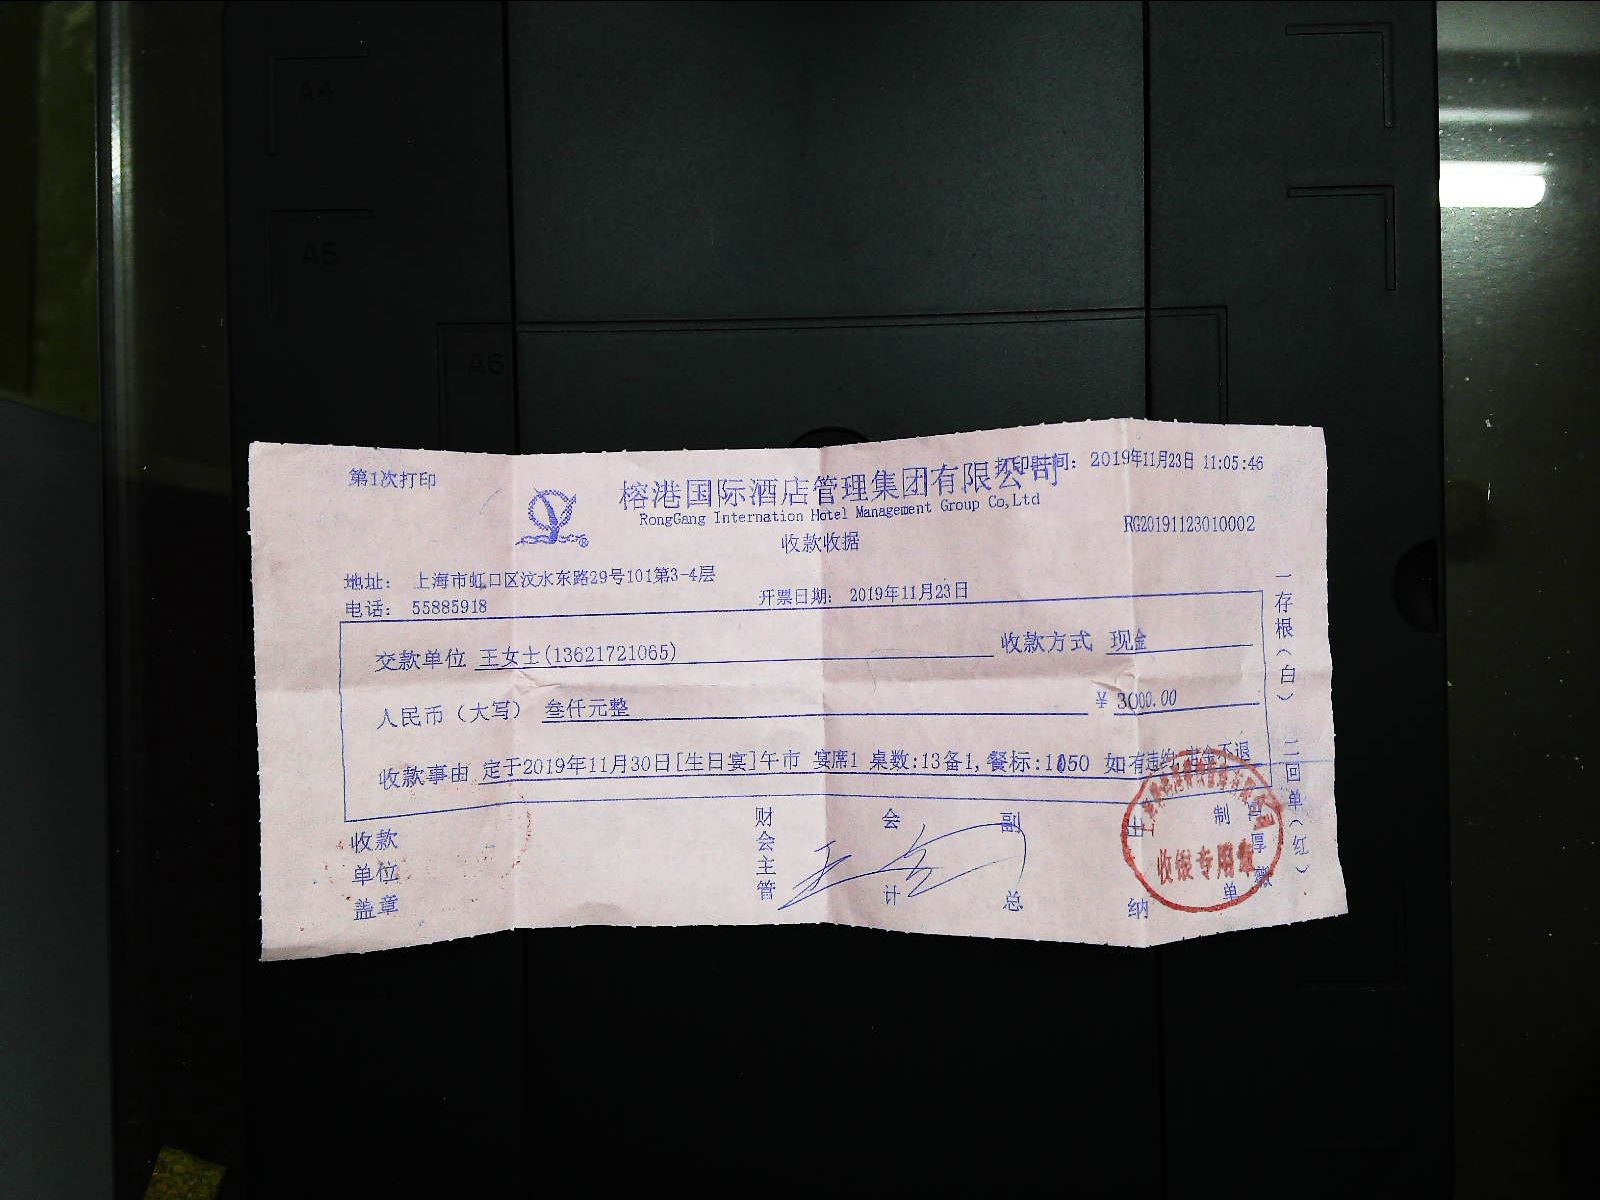 A4
A5
A6
第1次打印
打印时间：2019年11月23日 11:05:46
榕港国际酒店管理集团有限公司
RongGang Internation Hotel Management Group Co,Ltd
RG20191123010002
收款收据
地址： 上海市虹口区汶水东路29号101第3-4层
电话： 55885918
开票日期： 2019年11月23日
交款单位 王女士(13621721065)
收款方式 现金
人民币（大写） 叁仟元整
￥ 3000.00
收款事由 定于2019年11月30日[生日宴]午市 宴席1 桌数:13备1,餐标:1050 如有违约,定金不退
收款单位盖章
财会主管
会计
副总
出纳
制单
收银专用章
一存根（白） 二回单（红）